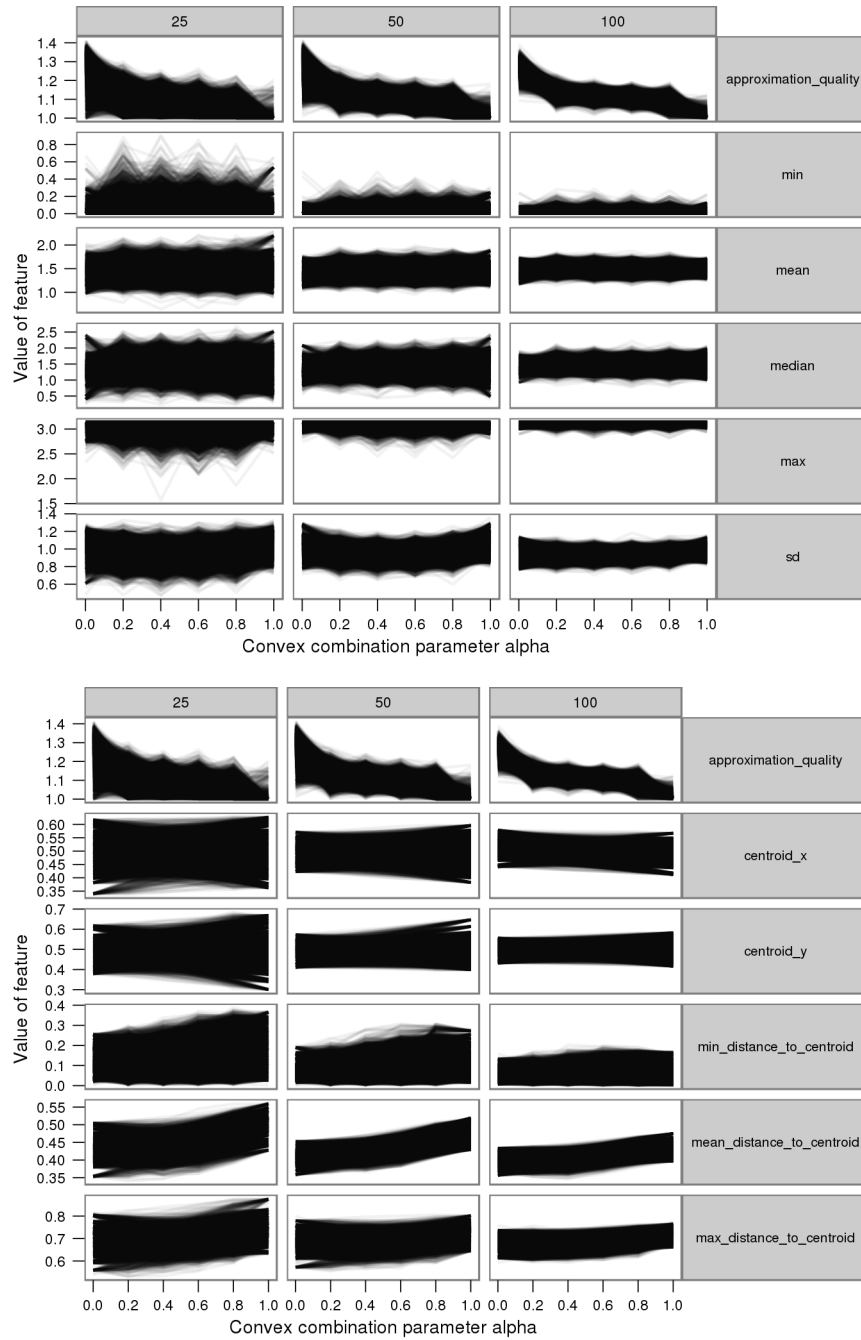 25 50 100
1.4
1.3
1.2
1.1
1.0
approximation_quality
0.8
0.6
0.4
0.2
0.0
min
2.0
1.5
1.0
mean
2.5
2.0
1.5
1.0
0.5
median
3.0
2.5
2.0
1.5
max
1.4
1.2
1.0
0.8
0.6
sd
Value of feature
0.0 0.2 0.4 0.6 0.8 1.0 0.0 0.2 0.4 0.6 0.8 1.0 0.0 0.2 0.4 0.6 0.8 1.0
Convex combination parameter alpha
25 50 100
1.4
1.3
1.2
1.1
1.0
approximation_quality
0.60
0.55
0.50
0.45
0.40
0.35
centroid_x
0.7
0.6
0.5
0.4
0.3
centroid_y
0.4
0.3
0.2
0.1
0.0
min_distance_to_centroid
0.55
0.50
0.45
0.40
0.35
mean_distance_to_centroid
0.8
0.7
0.6
max_distance_to_centroid
Value of feature
0.0 0.2 0.4 0.6 0.8 1.0 0.0 0.2 0.4 0.6 0.8 1.0 0.0 0.2 0.4 0.6 0.8 1.0
Convex combination parameter alpha